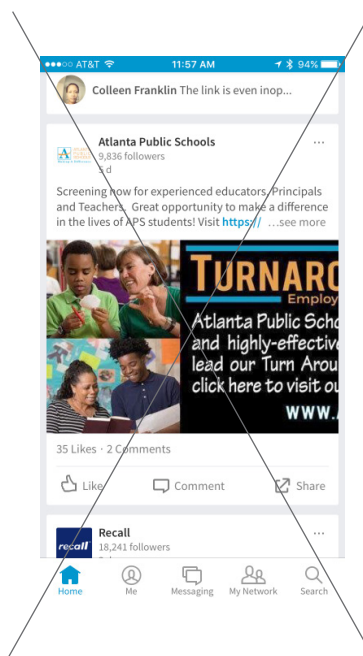 AT&T 11:57 AM 94%
Colleen Franklin The link is even inop...
Atlanta Public Schools ...
9,836 followers
5 d
Screening now for experienced educators, Principals
and Teachers. Great opportunity to make a difference
in the lives of APS students! Visit https:// ...see more
TURNARO
Employ
Atlanta Public Scho
and highly-effective
lead our Turn Arou
click here to visit ou
WWW.
35 Likes · 2 Comments
Like Comment Share
Recall ...
recall 18,241 followers
Home Me Messaging My Network Search